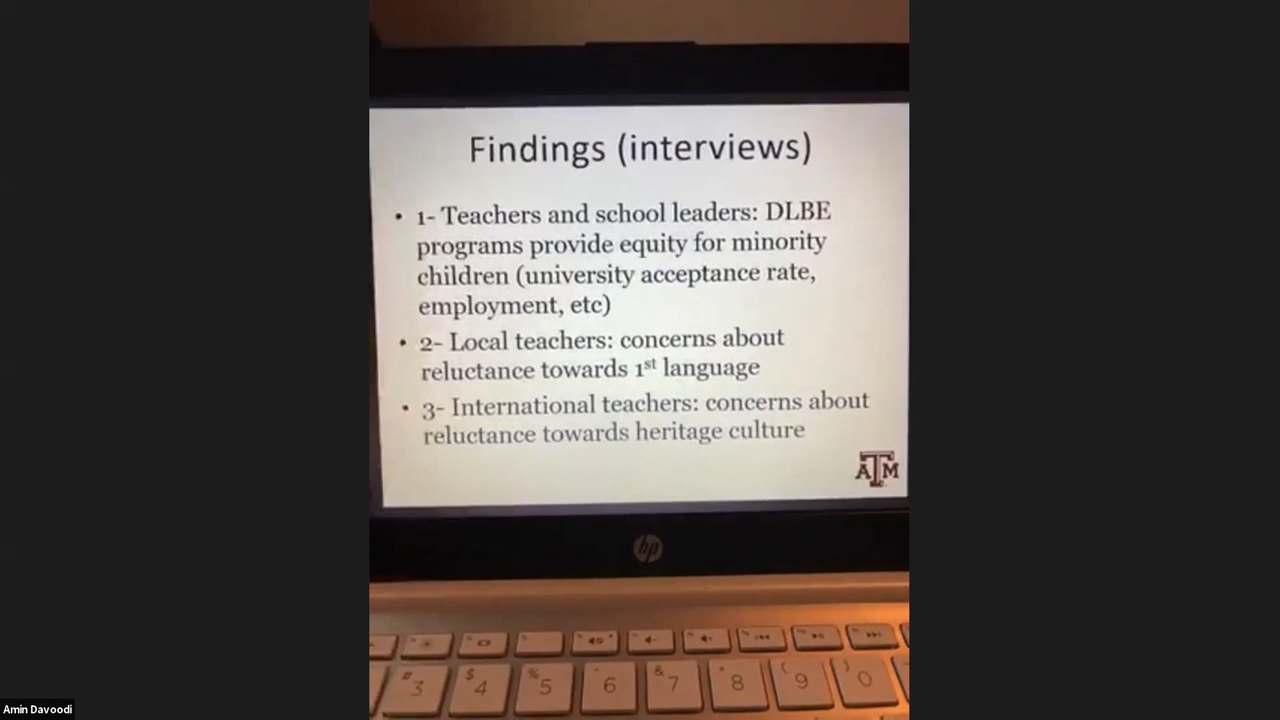 Findings (interviews)
• 1- Teachers and school leaders: DLBE
programs provide equity for minority
children (university acceptance rate,
employment, etc)
• 2- Local teachers: concerns about
reluctance towards 1st language
• 3- International teachers: concerns about
reluctance towards heritage culture
ATM
hp
# 3 $ 4 % 5 ^ 6 & 7 * 8 ( 9 ) 0
Amin Davoodi